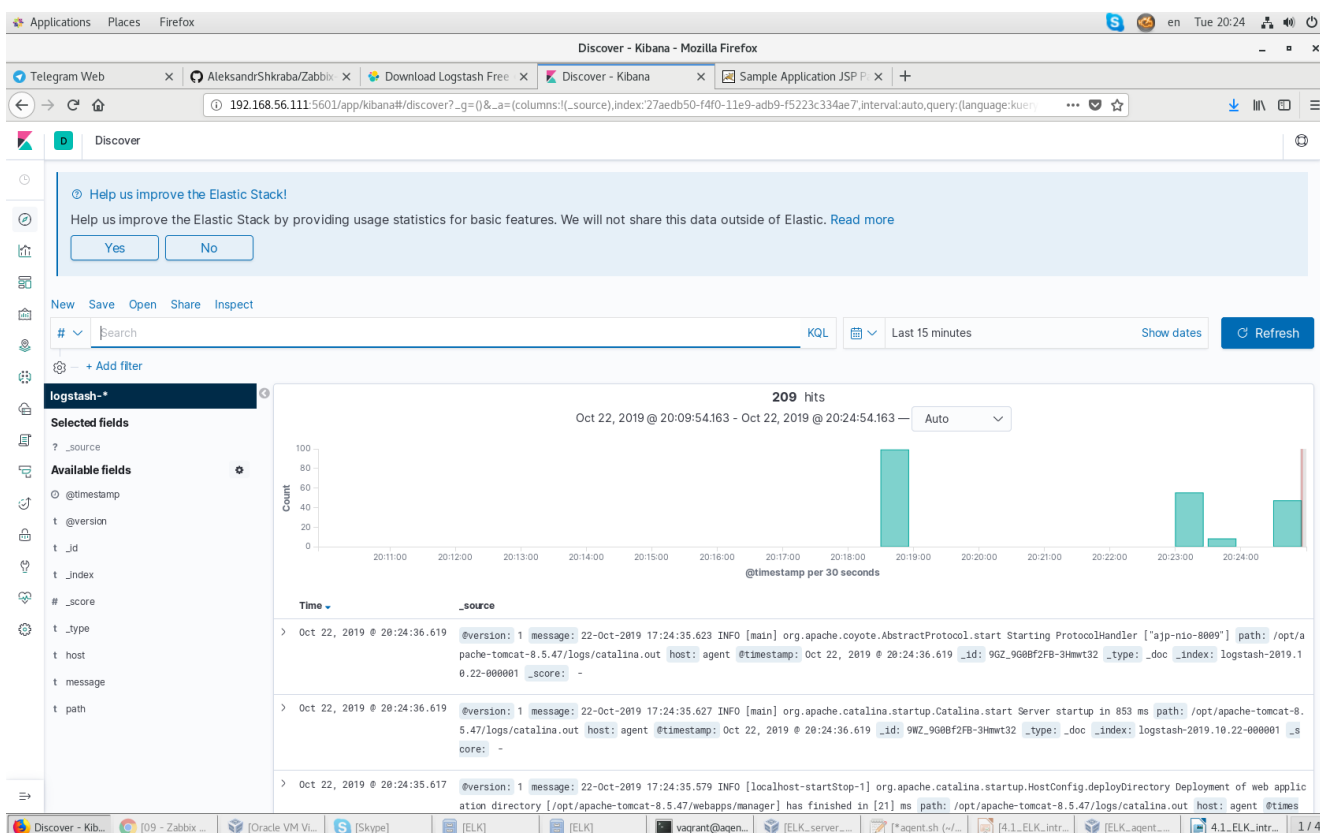 Applications Places Firefox en Tue 20:24
Discover - Kibana - Mozilla Firefox
Telegram Web AleksandrShkraba/Zabbix- Download Logstash Free Discover - Kibana Sample Application JSP P
192.168.56.111:5601/app/kibana#/discover?_g=()&_a=(columns:!(_source),index:'27aedb50-f4f0-11e9-adb9-f5223c334ae7',interval:auto,query:(language:kuery
D Discover
Help us improve the Elastic Stack!
Help us improve the Elastic Stack by providing usage statistics for basic features. We will not share this data outside of Elastic. Read more
Yes No
New Save Open Share Inspect
# Search KQL Last 15 minutes Show dates Refresh
+ Add filter
logstash-*
Selected fields
? _source
Available fields
@timestamp
t @version
t _id
t _index
# _score
t _type
t host
t message
t path
209 hits
Oct 22, 2019 @ 20:09:54.163 - Oct 22, 2019 @ 20:24:54.163 — Auto
Count
100
80
60
40
20
0
20:11:00 20:12:00 20:13:00 20:14:00 20:15:00 20:16:00 20:17:00 20:18:00 20:19:00 20:20:00 20:21:00 20:22:00 20:23:00 20:24:00
@timestamp per 30 seconds
Time _source
Oct 22, 2019 @ 20:24:36.619 @version: 1 message: 22-Oct-2019 17:24:35.623 INFO [main] org.apache.coyote.AbstractProtocol.start Starting ProtocolHandler ["ajp-nio-8009"] path: /opt/a
pache-tomcat-8.5.47/logs/catalina.out host: agent @timestamp: Oct 22, 2019 @ 20:24:36.619 _id: 9GZ_9G0Bf2FB-3Hmwt32 _type: _doc _index: logstash-2019.1
0.22-000001 _score: -
Oct 22, 2019 @ 20:24:36.619 @version: 1 message: 22-Oct-2019 17:24:35.627 INFO [main] org.apache.catalina.startup.Catalina.start Server startup in 853 ms path: /opt/apache-tomcat-8.
5.47/logs/catalina.out host: agent @timestamp: Oct 22, 2019 @ 20:24:36.619 _id: 9WZ_9G0Bf2FB-3Hmwt32 _type: _doc _index: logstash-2019.10.22-000001 _s
core: -
Oct 22, 2019 @ 20:24:35.617 @version: 1 message: 22-Oct-2019 17:24:35.579 INFO [localhost-startStop-1] org.apache.catalina.startup.HostConfig.deployDirectory Deployment of web applic
ation directory [/opt/apache-tomcat-8.5.47/webapps/manager] has finished in [21] ms path: /opt/apache-tomcat-8.5.47/logs/catalina.out host: agent @times
Discover - Kib... [09 - Zabbix ... [Oracle VM Vi... [Skype] [ELK] [ELK] vagrant@agen... [ELK_server_... [*agent.sh (~/... [4.1_ELK_intr... [ELK_agent_... 4.1_ELK_intr... 1 / 4